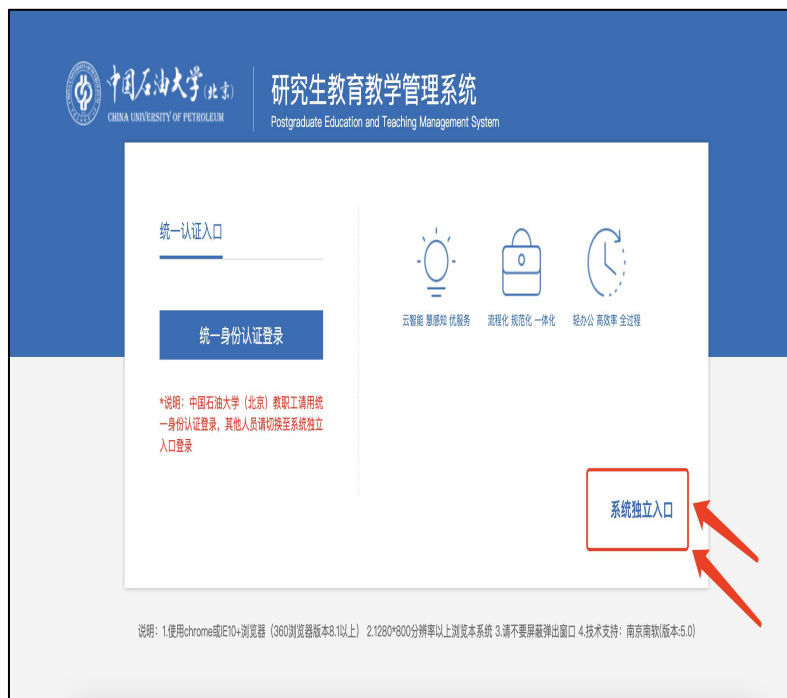 中国石油大学(北京)
CHINA UNIVERSITY OF PETROLEUM
研究生教育教学管理系统
Postgraduate Education and Teaching Management System
统一认证入口
统一身份认证登录
*说明：中国石油大学（北京）教职工请用统
一身份认证登录，其他人员请切换至系统独立
入口登录
云智能 慧感知 优服务
流程化 规范化 一体化
轻办公 高效率 全过程
系统独立入口
说明：1.使用chrome或IE10+浏览器（360浏览器版本8.1以上） 2.1280*800分辨率以上浏览本系统 3.请不要屏蔽弹出窗口 4.技术支持：南京南软(版本:5.0)